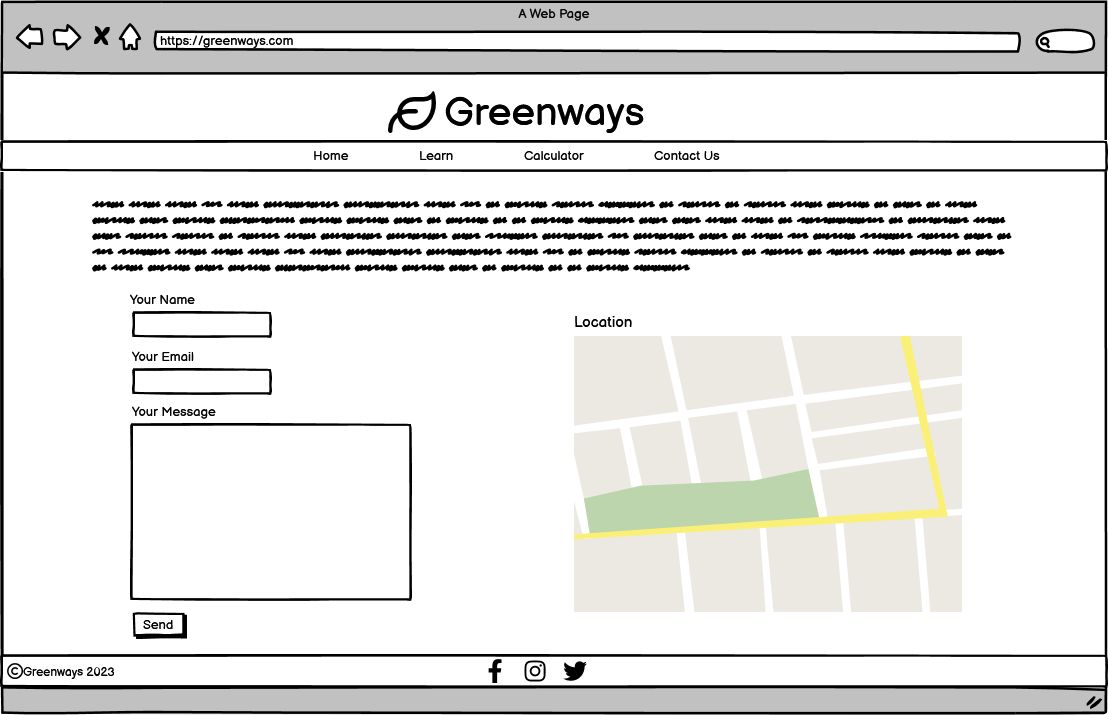 A Web Page
https://greenways.com
Greenways
Home Learn Calculator Contact Us
Your Name
Location
Your Email
Your Message
Send
©Greenways 2023